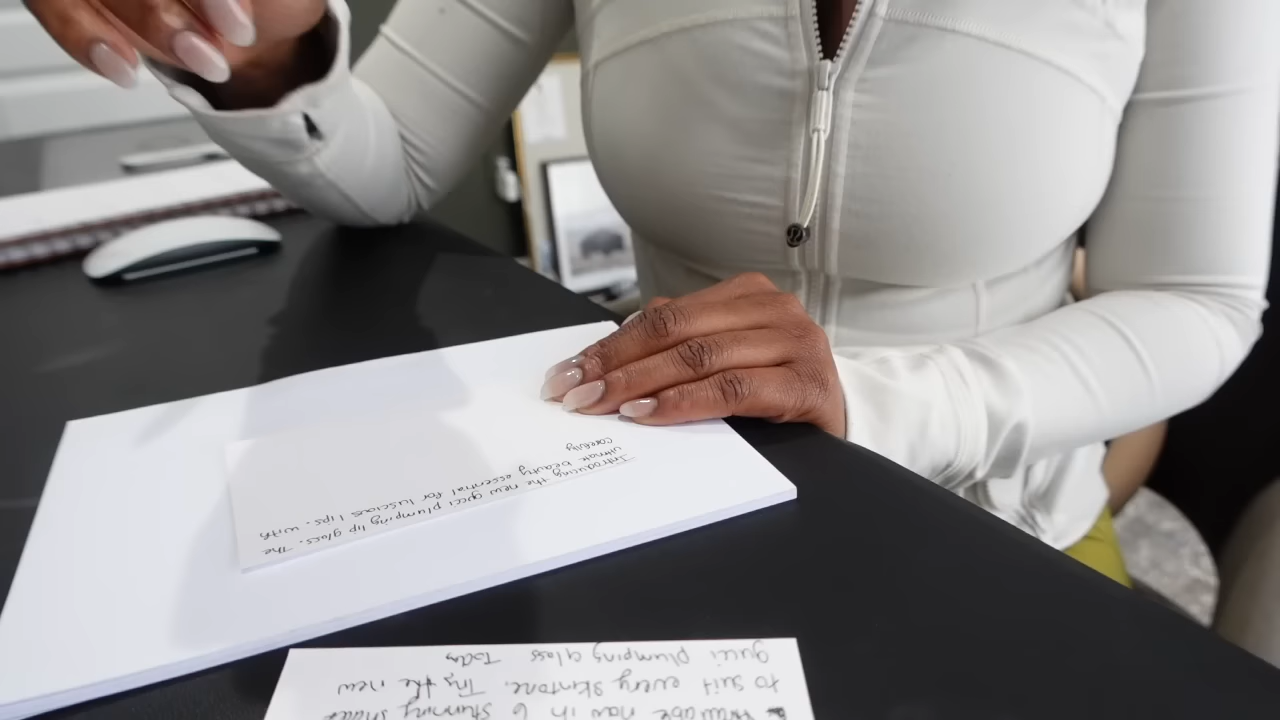 Introducing the new gucci plumping lip gloss. The
ultimate beauty essential for luscious lips. With
Available now in 6 stunning shades
to suit every skintone. Try the new
gucci plumping gloss Today